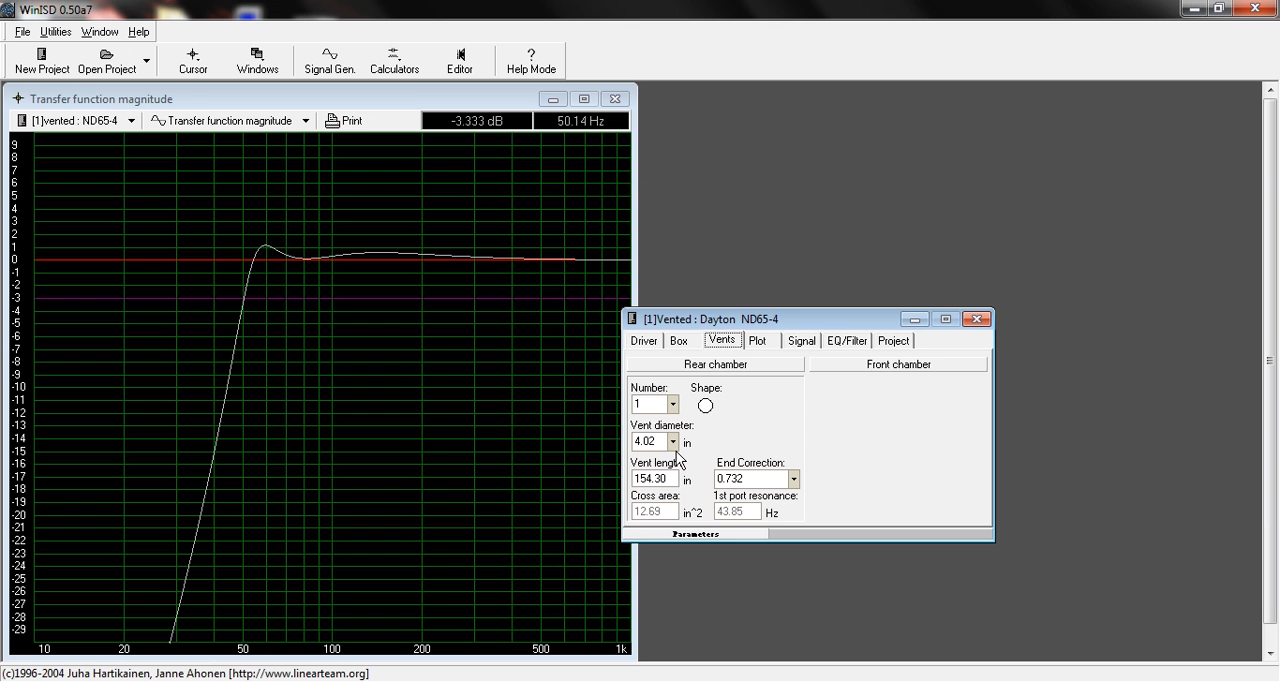 WinISD 0.50a7
File Utilities Window Help
New Project Open Project Cursor Windows Signal Gen. Calculators Editor Help Mode
Transfer function magnitude
[1]vented : ND65-4 Transfer function magnitude Print -3.333 dB 50.14 Hz
9
8
7
6
5
4
3
2
1
0
-1
-2
-3
-4
-5
-6
-7
-8
-9
-10
-11
-12
-13
-14
-15
-16
-17
-18
-19
-20
-21
-22
-23
-24
-25
-26
-27
-28
-29
10 20 50 100 200 500 1k
[1]Vented : Dayton ND65-4
Driver Box Vents Plot Signal EQ/Filter Project
Rear chamber Front chamber
Number: Shape:
1
Vent diameter:
4.02 in
Vent length: End Correction:
154.30 in 0.732
Cross area: 1st port resonance:
12.69 in^2 43.85 Hz
Parameters
(c)1996-2004 Juha Hartikainen, Janne Ahonen [http://www.linearteam.org]